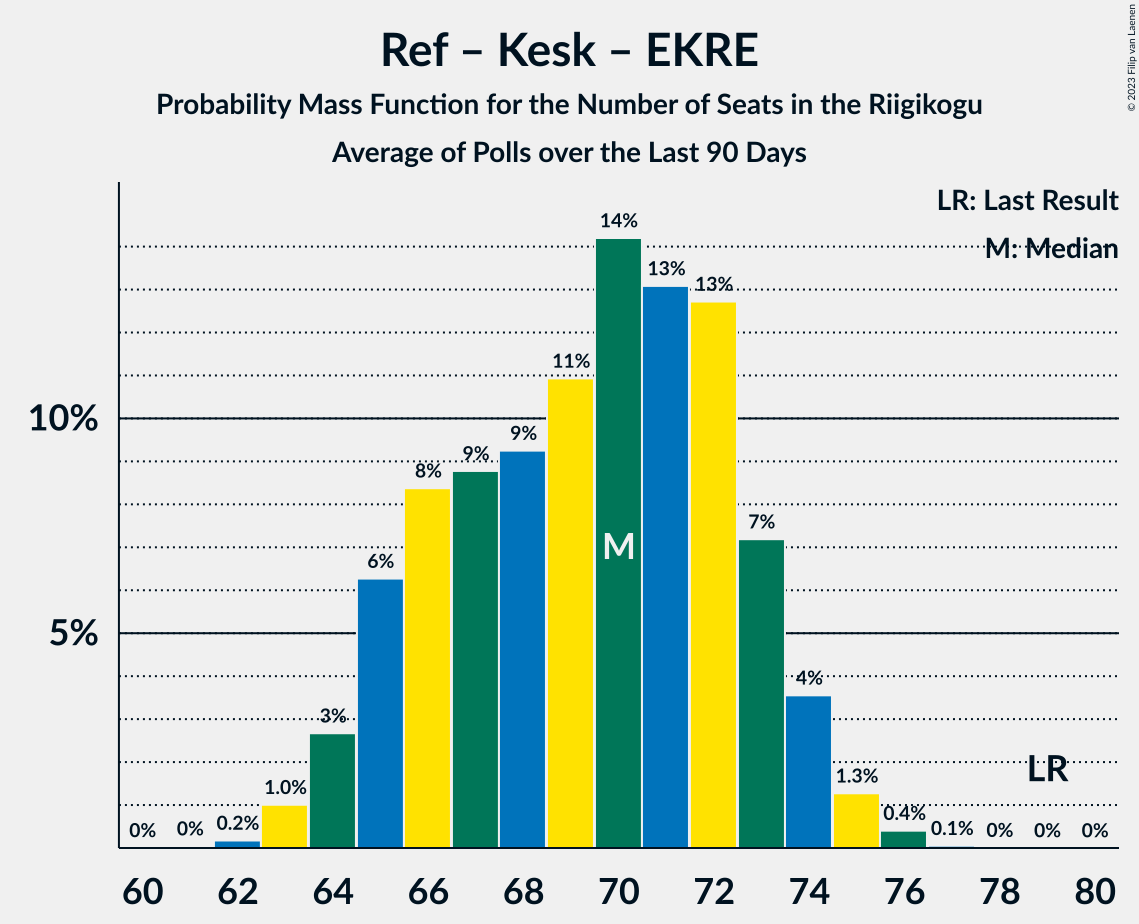 Ref – Kesk – EKRE
Probability Mass Function for the Number of Seats in the Riigikogu
Average of Polls over the Last 90 Days
© 2023 Filip van Laenen
LR: Last Result
M: Median
10%
5%
0%
0%
0.2%
1.0%
3%
6%
8%
9%
9%
11%
14%
13%
13%
7%
4%
1.3%
0.4%
0.1%
0%
0%
0%
M
LR
60 62 64 66 68 70 72 74 76 78 80